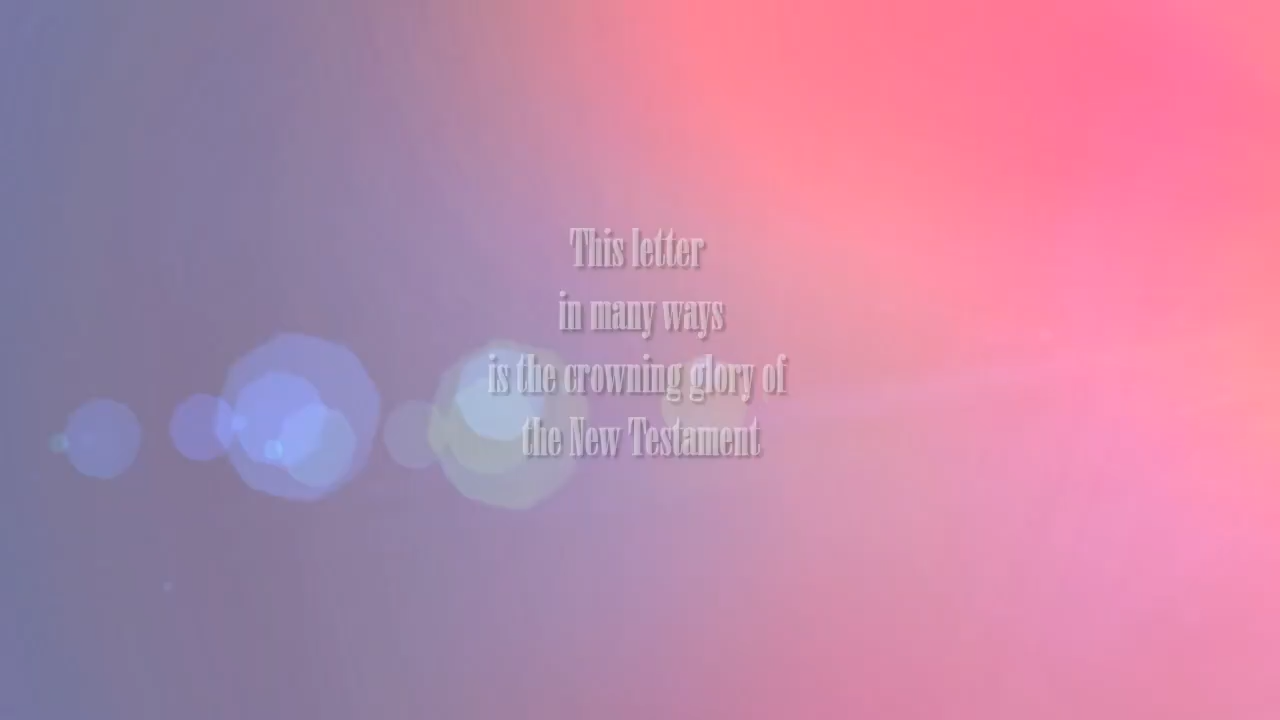 This letter
in many ways
is the crowning glory of
the New Testament